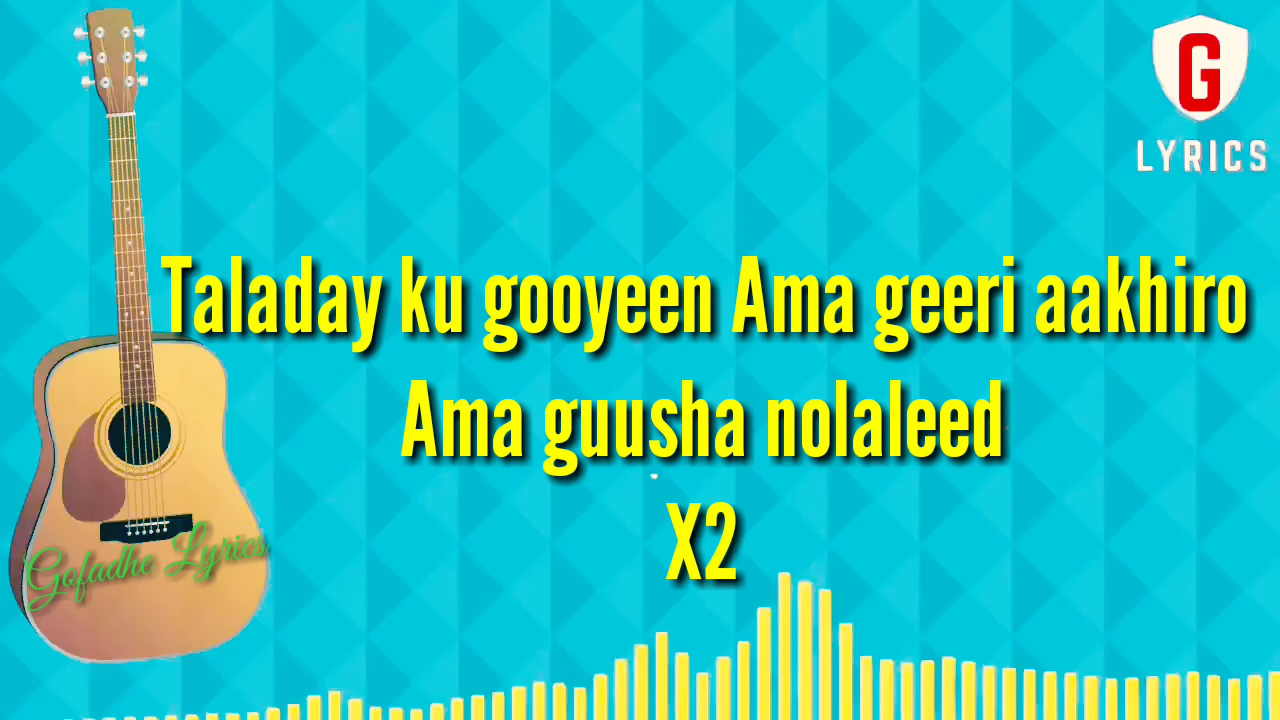 G
LYRICS
Taladay ku gooyeen Ama geeri aakhiro
Ama guusha nolaleed
X2
Gofadhe Lyrics